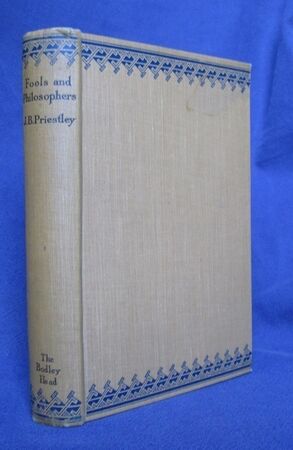 Fools and
Philosophers
J.B.Priestley
The
Bodley
Head